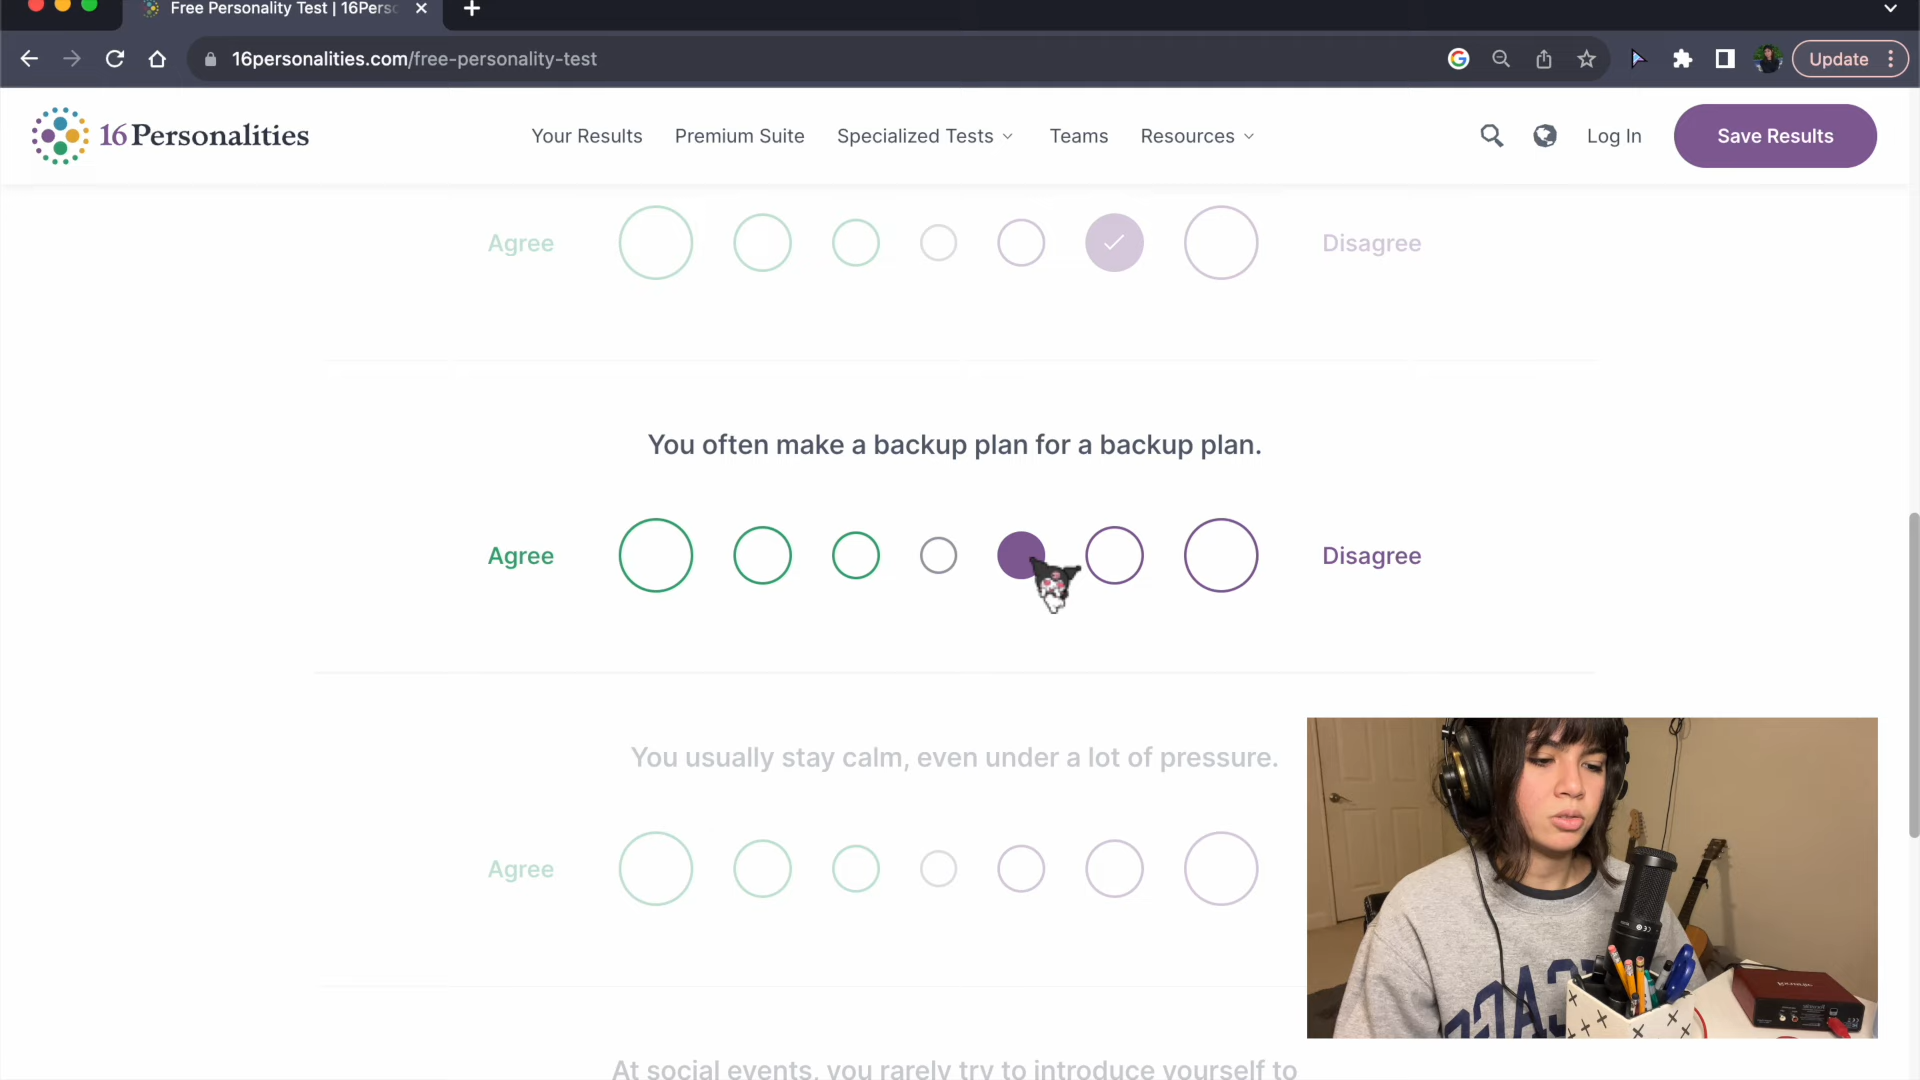 Free Personality Test | 16Pers
16personalities.com/free-personality-test
Update
16Personalities
Your Results
Premium Suite
Specialized Tests
Teams
Resources
Log In
Save Results
Agree
Disagree
You often make a backup plan for a backup plan.
Agree
Disagree
You usually stay calm, even under a lot of pressure.
Agree
At social events, you rarely try to introduce yourself to